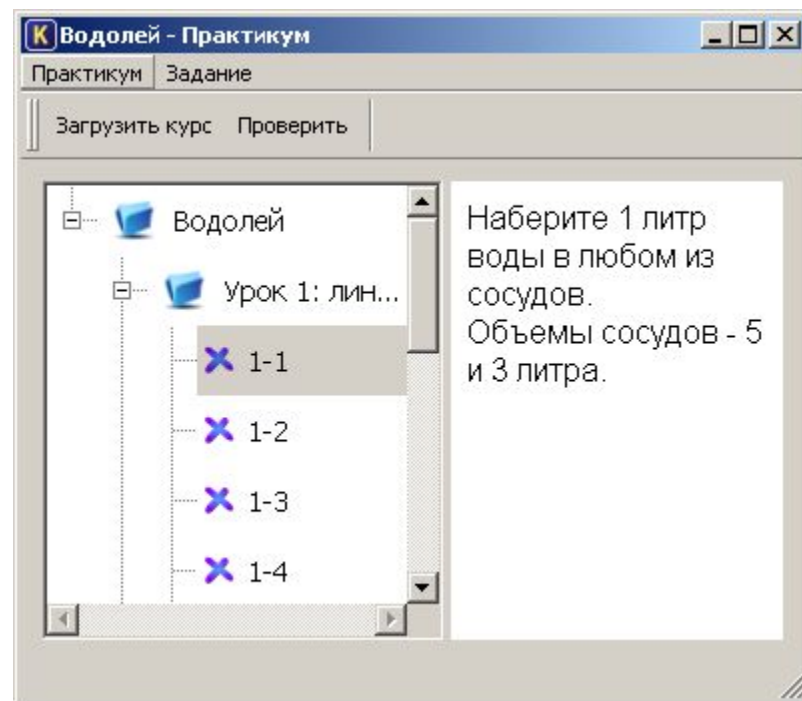 K Водолей - Практикум
Практикум Задание
Загрузить курс Проверить
Водолей
Урок 1: лин...
1-1
1-2
1-3
1-4
Наберите 1 литр
воды в любом из
сосудов.
Объемы сосудов - 5
и 3 литра.